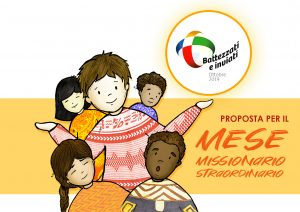 Battezzati
e inviati
Ottobre
2019
PROPOSTA PER IL
MESE
MISSIONARIO
STRAORDINARIO